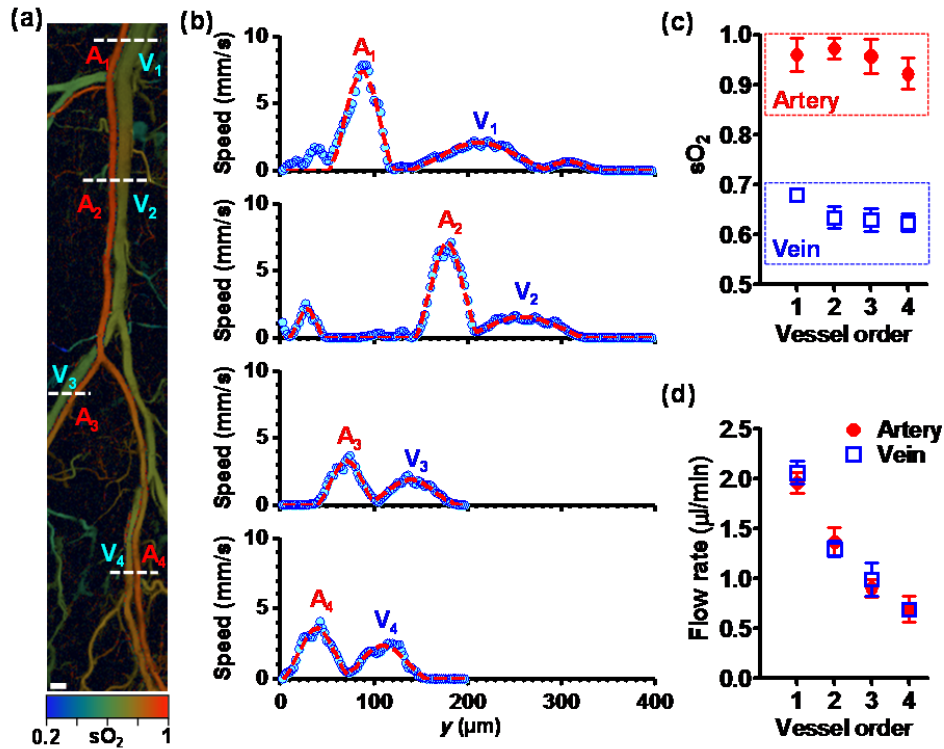 (a)
A1
V1
A2
V2
V3
A3
V4
A4
0.2 sO2 1
(b)
Speed (mm/s)
10
5
0
A1
V1
Speed (mm/s)
10
5
0
A2
V2
Speed (mm/s)
10
5
0
A3
V3
Speed (mm/s)
10
5
0
A4
V4
0 100 200 300 400
y (μm)
(c)
sO2
1.0
0.9
0.8
0.7
0.6
0.5
Artery
Vein
1 2 3 4
Vessel order
(d)
Artery
Vein
Flow rate (μl/min)
2.5
2.0
1.5
1.0
0.5
0.0
1 2 3 4
Vessel order